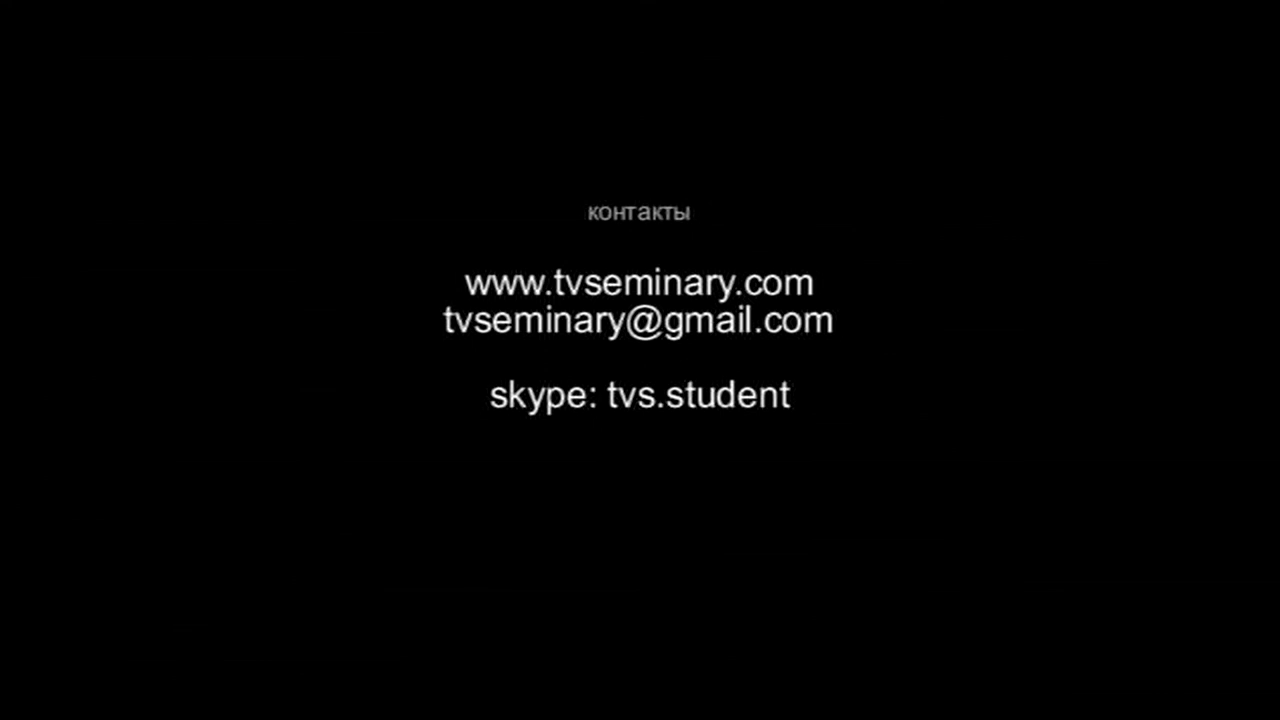 контакты
www.tvseminary.com
tvseminary@gmail.com
skype: tvs.student